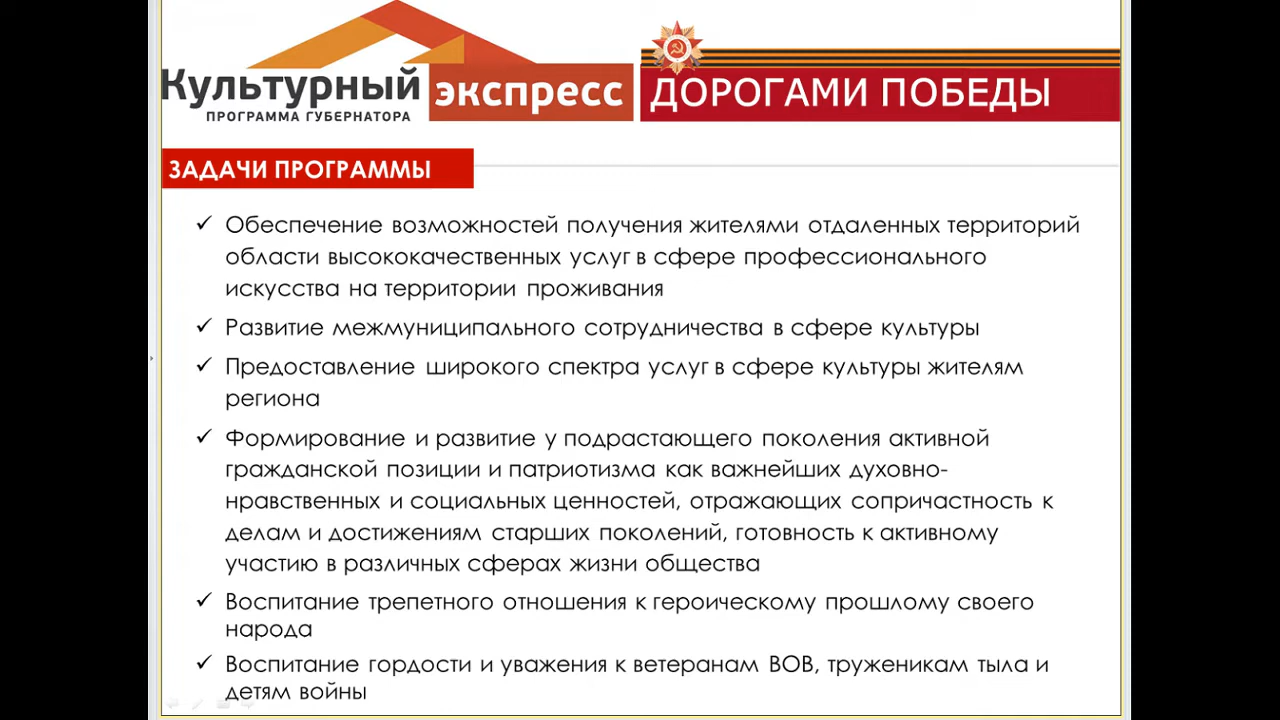 Культурный экспресс
ПРОГРАММА ГУБЕРНАТОРА
ДОРОГАМИ ПОБЕДЫ
ЗАДАЧИ ПРОГРАММЫ
✓ Обеспечение возможностей получения жителями отдаленных территорий
области высококачественных услуг в сфере профессионального
искусства на территории проживания
✓ Развитие межмуниципального сотрудничества в сфере культуры
✓ Предоставление широкого спектра услуг в сфере культуры жителям
региона
✓ Формирование и развитие у подрастающего поколения активной
гражданской позиции и патриотизма как важнейших духовно-
нравственных и социальных ценностей, отражающих сопричастность к
делам и достижениям старших поколений, готовность к активному
участию в различных сферах жизни общества
✓ Воспитание трепетного отношения к героическому прошлому своего
народа
✓ Воспитание гордости и уважения к ветеранам ВОВ, труженикам тыла и
детям войны